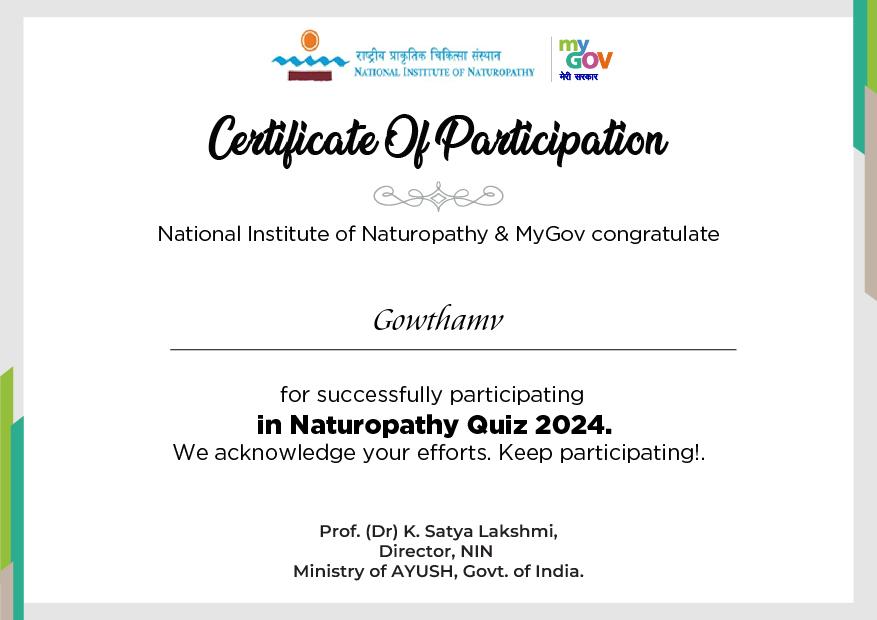 राष्ट्रीय प्राकृतिक चिकित्सा संस्थान
NATIONAL INSTITUTE OF NATUROPATHY
my
GOV
मेरी सरकार
Certificate Of Participation
National Institute of Naturopathy & MyGov congratulate
Gowthamv
for successfully participating
in Naturopathy Quiz 2024.
We acknowledge your efforts. Keep participating!.
Prof. (Dr) K. Satya Lakshmi,
Director, NIN
Ministry of AYUSH, Govt. of India.